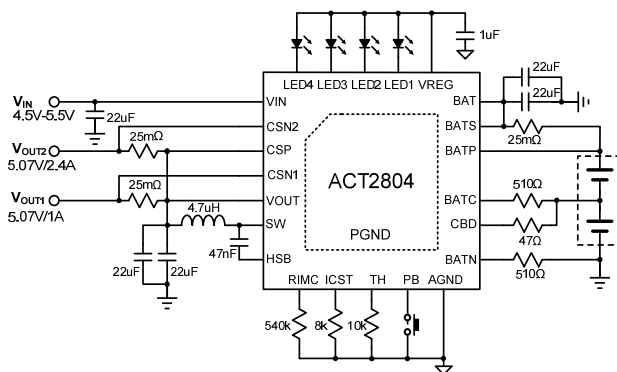 1uF
LED4 LED3 LED2 LED1 VREG
22uF
22uF
VIN
4.5V-5.5V
22uF
VIN
BAT
CSN2
BATS
25mΩ
VOUT2
5.07V/2.4A
25mΩ
CSP
BATP
CSN1
ACT2804
VOUT1
5.07V/1A
25mΩ
VOUT
BATC
510Ω
4.7uH
SW
CBD
47Ω
PGND
47nF
HSB
BATN
510Ω
22uF
22uF
RIMC ICST TH PB AGND
540k
8k
10k